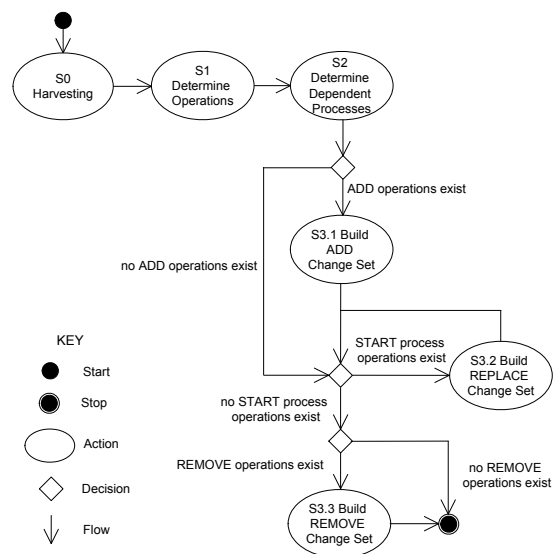 S0
Harvesting
S1
Determine
Operations
S2
Determine
Dependent
Processes
ADD operations exist
S3.1 Build
ADD
Change Set
no ADD operations exist
START process
operations exist
S3.2 Build
REPLACE
Change Set
no START process
operations exist
REMOVE operations exist
no REMOVE
operations exist
S3.3 Build
REMOVE
Change Set
KEY
Start
Stop
Action
Decision
Flow